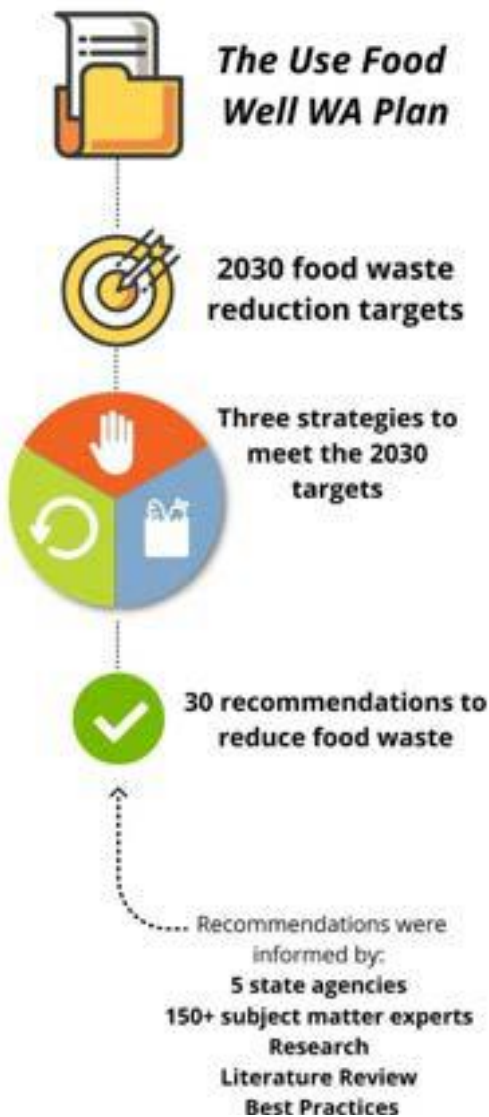 The Use Food
Well WA Plan
2030 food waste
reduction targets
Three strategies to
meet the 2030
targets
30 recommendations to
reduce food waste
Recommendations were
informed by:
5 state agencies
150+ subject matter experts
Research
Literature Review
Best Practices